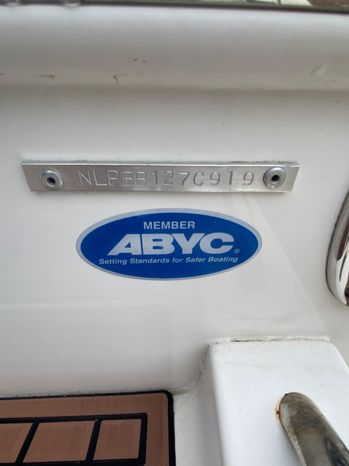 NLPBB127C919
MEMBER
ABYC®
Setting Standards for Safer Boating